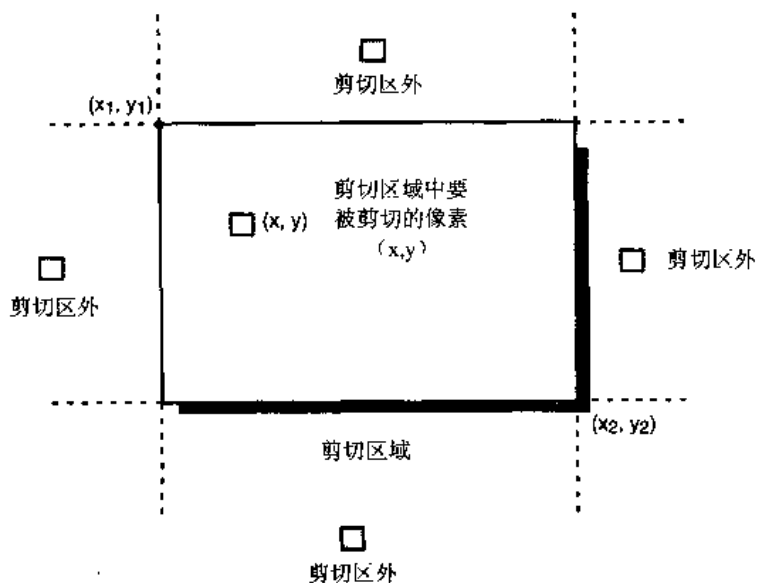 剪切区外
(x1, y1)
剪切区域中要
被剪切的像素
(x,y)
(x, y)
剪切区外
剪切区外
(x2, y2)
剪切区域
剪切区外